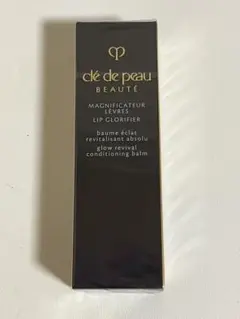 clé de peau
BEAUTÉ
MAGNIFICATEUR
LÈVRES
LIP GLORIFIER
baume éclat
revitalisant absolu
glow revival
conditioning balm